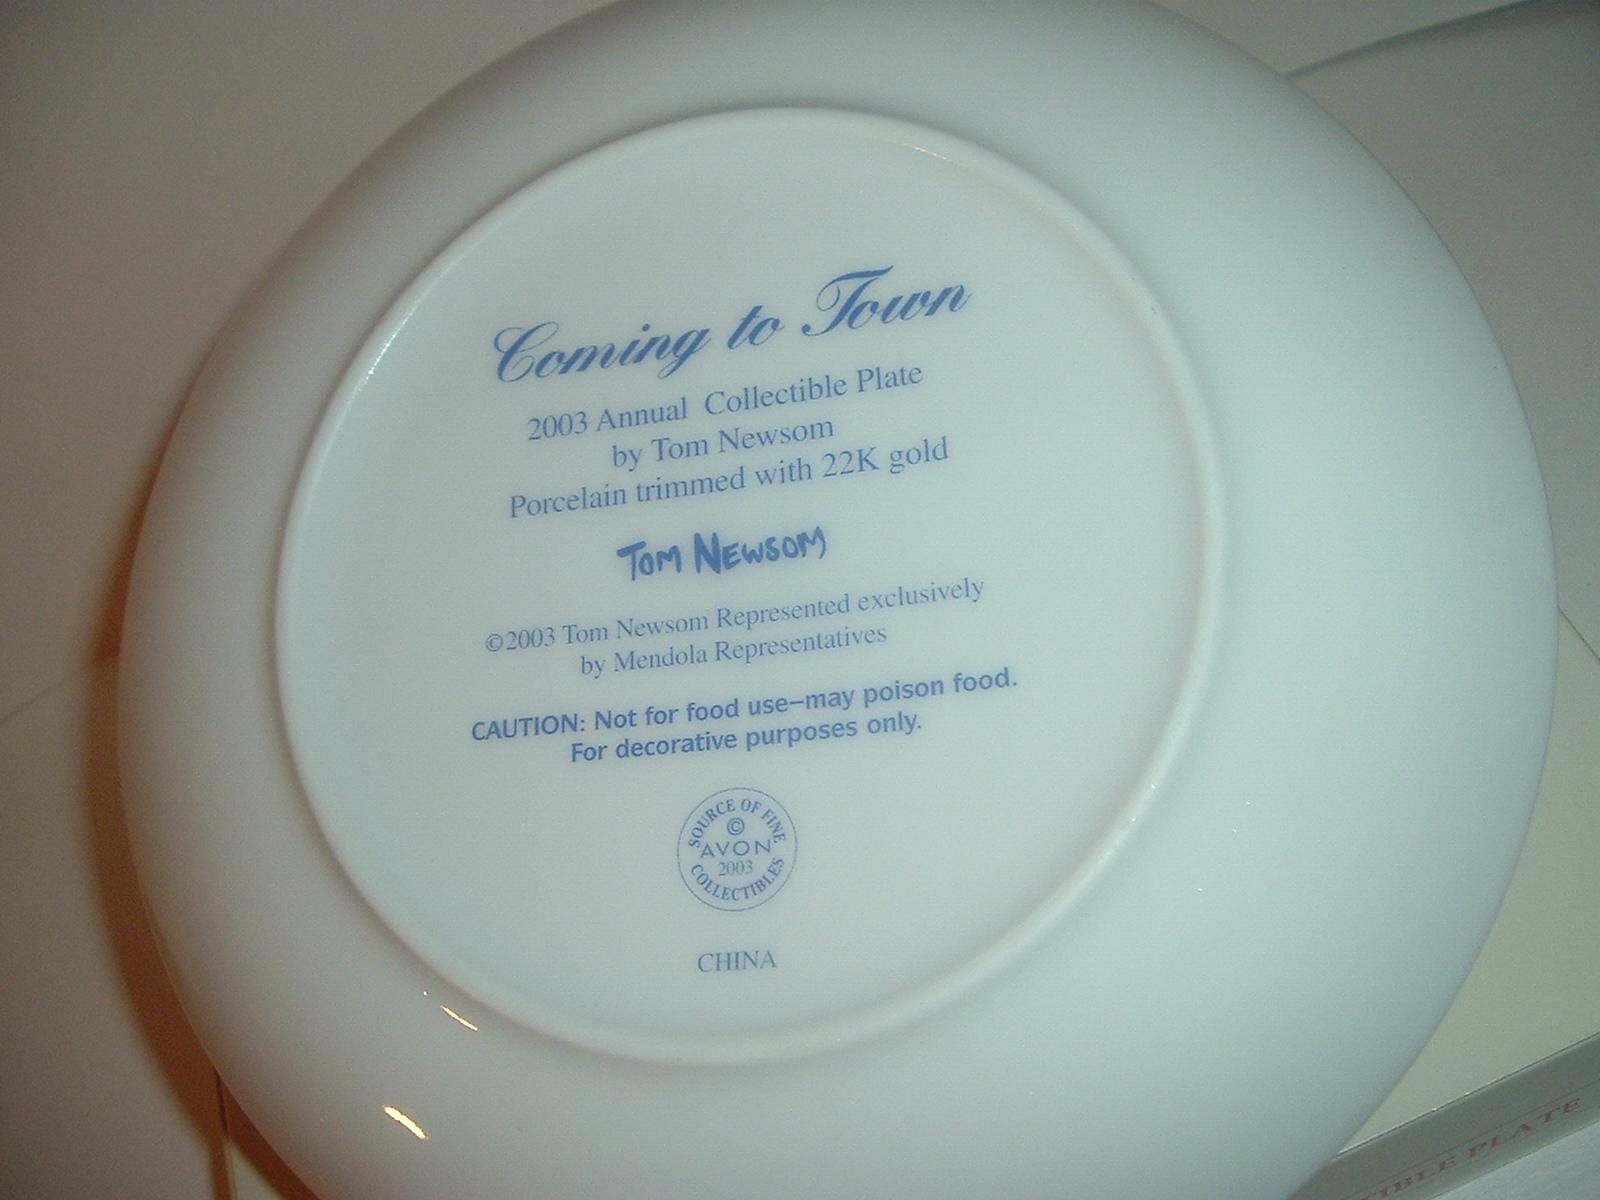 Coming to Town
2003 Annual Collectible Plate
by Tom Newsom
Porcelain trimmed with 22K gold
TOM NEWSOM
©2003 Tom Newsom Represented exclusively
by Mendola Representatives
CAUTION: Not for food use–may poison food.
For decorative purposes only.
SOURCE OF FINE
©
AVON
2003
COLLECTIBLES
CHINA
PLATE